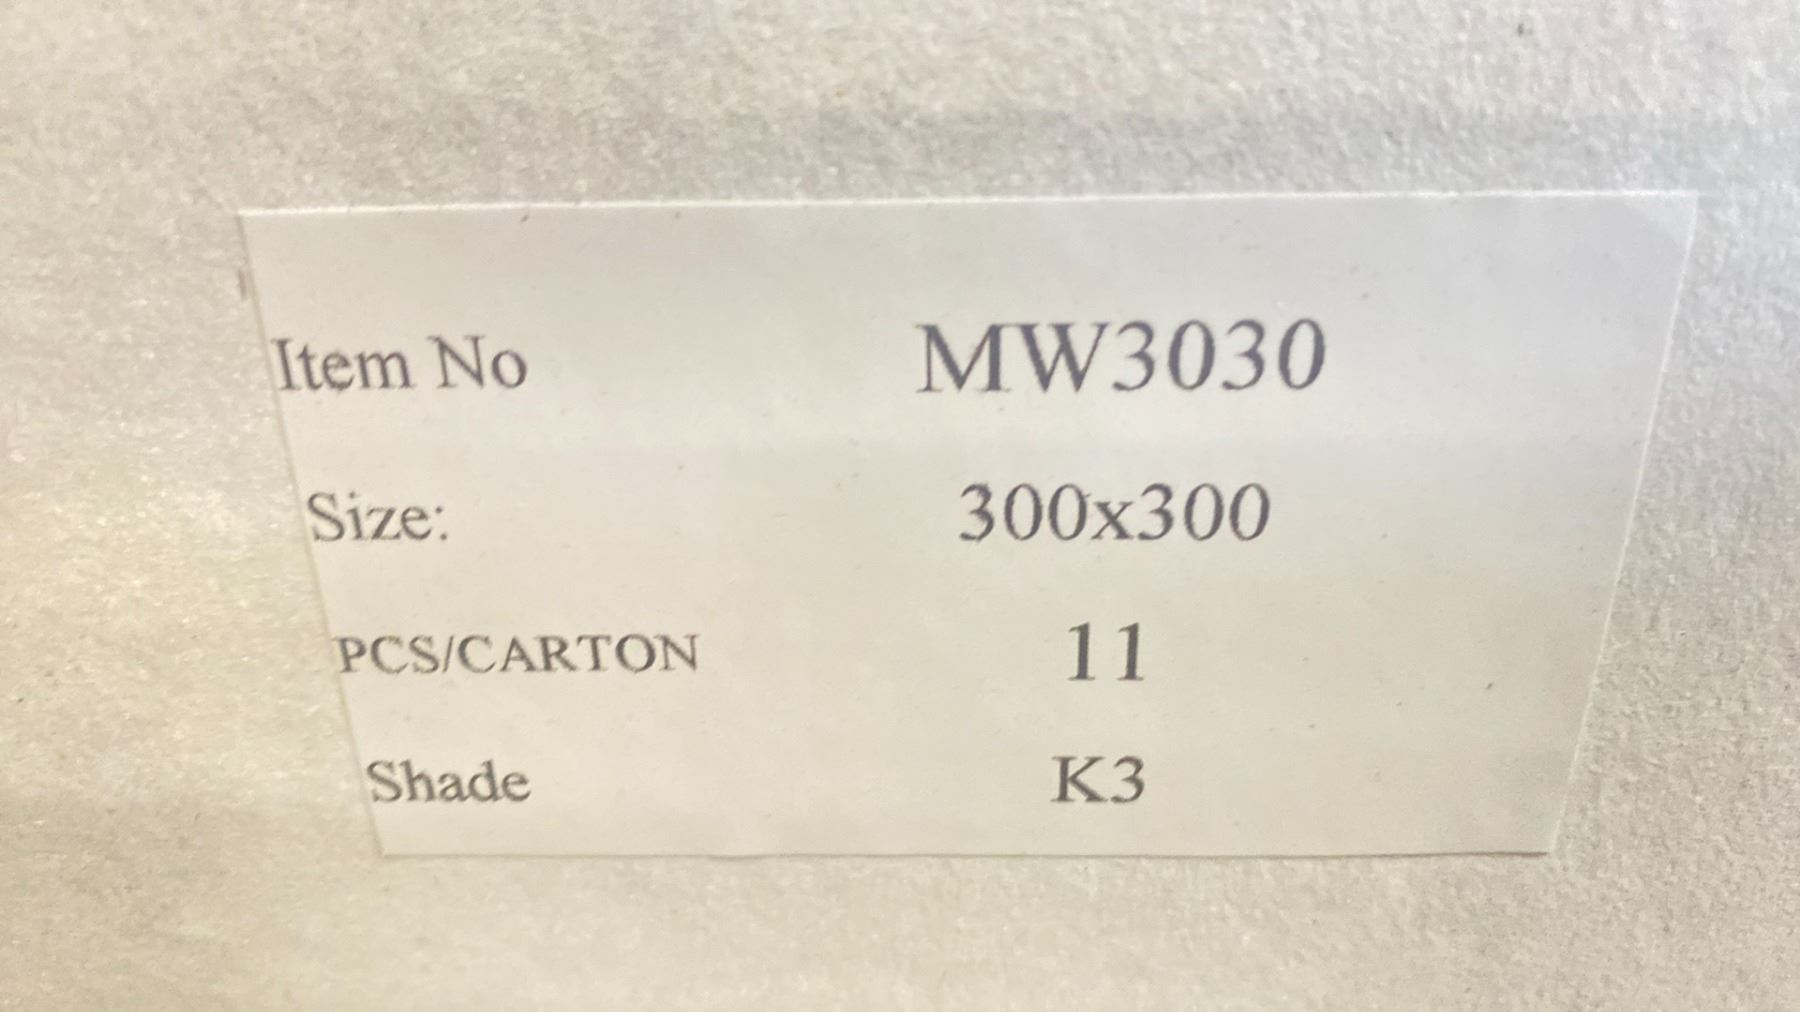 Item No MW3030
Size: 300x300
PCS/CARTON 11
Shade K3